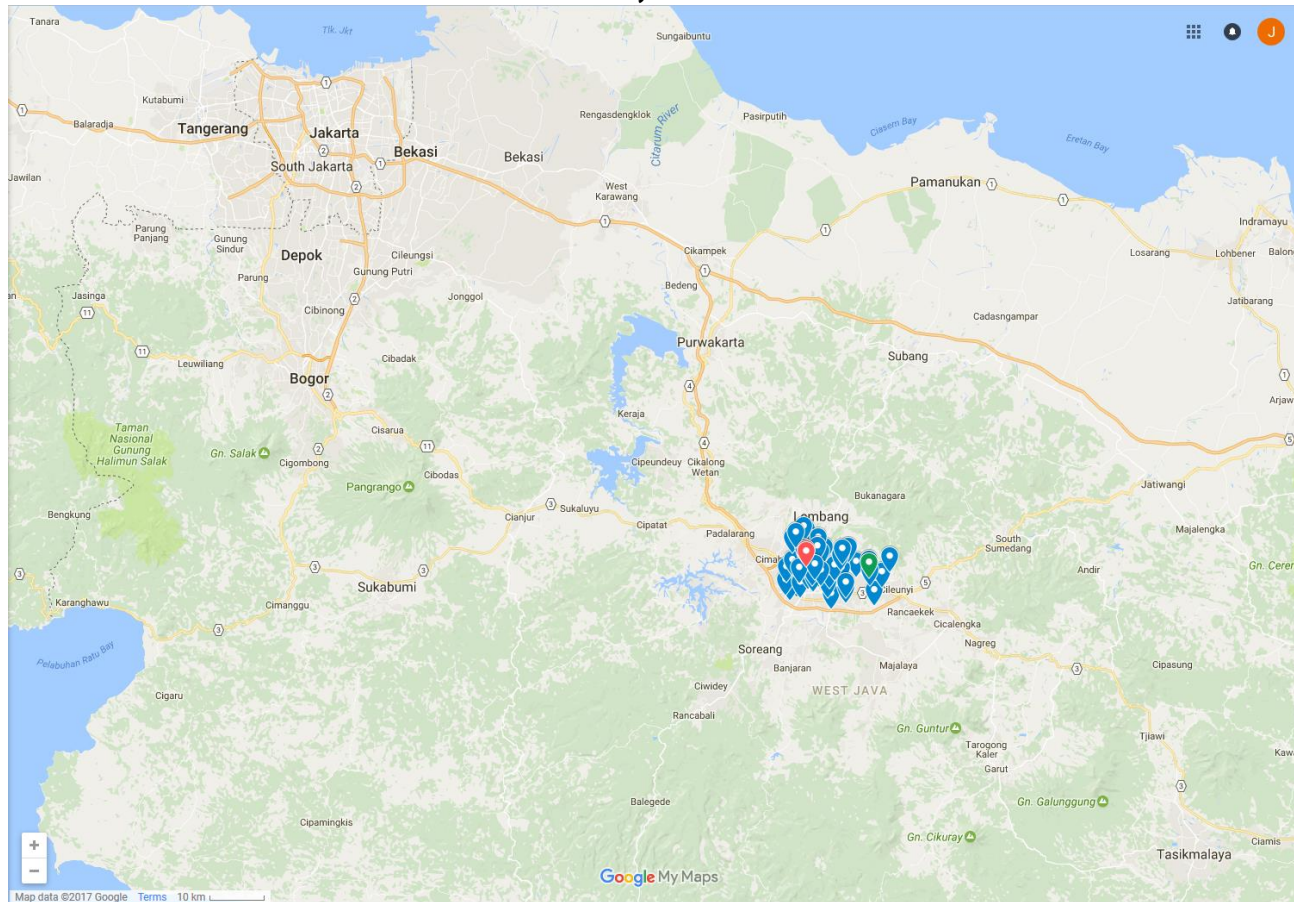 Tanara
Tlk. Jkt
Sungaibuntu
J
Kutabumi
Balaradja
Tangerang
Jakarta
Rengasdengklok
Citarum River
Pasirputih
Ciasem Bay
Eretan Bay
South Jakarta
Bekasi
Bekasi
Jawilan
West
Karawang
Pamanukan
Indramayu
Parung
Panjang
Gunung
Sindur
Depok
Cileungsi
Gunung Putri
Cikampek
Losarang
Lohbener
Balon
Parung
Bedeng
Jasinga
Cibinong
Jonggol
Jatibarang
Cadasngampar
Leuwiliang
Cibadak
Purwakarta
Subang
Bogor
Keraja
Arjaw
Taman
Nasional
Gunung
Halimun Salak
Cisarua
Gn. Salak
Cigombong
Cibodas
Cipeundeuy
Cikalong
Wetan
Pangrango
Jatiwangi
Bengkung
Cianjur
Sukaluyu
Cipatat
Padalarang
Bukanagara
Lembang
South
Sumedang
Majalengka
Cimah
Andir
Gn. Cerem
Sukabumi
Cileunyi
Karanghawu
Cimanggu
Rancaekek
Cicalengka
Nagreg
Pelabuhan Ratu Bay
Soreang
Banjaran
Majalaya
Cipasung
Cigaru
Ciwidey
WEST JAVA
Rancabali
Gn. Guntur
Tarogong
Kaler
Garut
Tjiawi
Kawa
Balegede
Gn. Galunggung
Cipamingkis
Gn. Cikuray
Ciamis
Tasikmalaya
+
−
Google My Maps
Map data ©2017 Google Terms 10 km